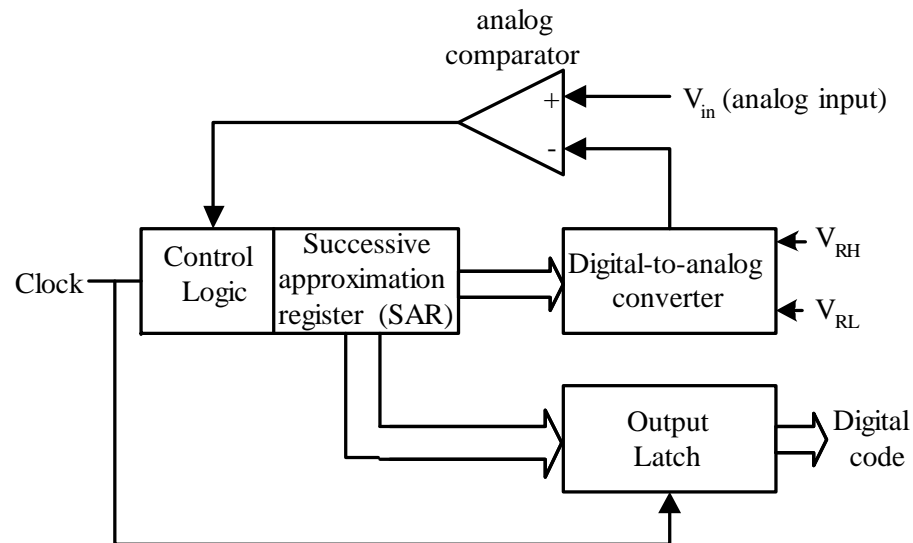 analog
comparator
+
V_in (analog input)
-
Control
Logic
Successive
approximation
register (SAR)
Digital-to-analog
converter
V_RH
V_RL
Clock
Output
Latch
Digital
code